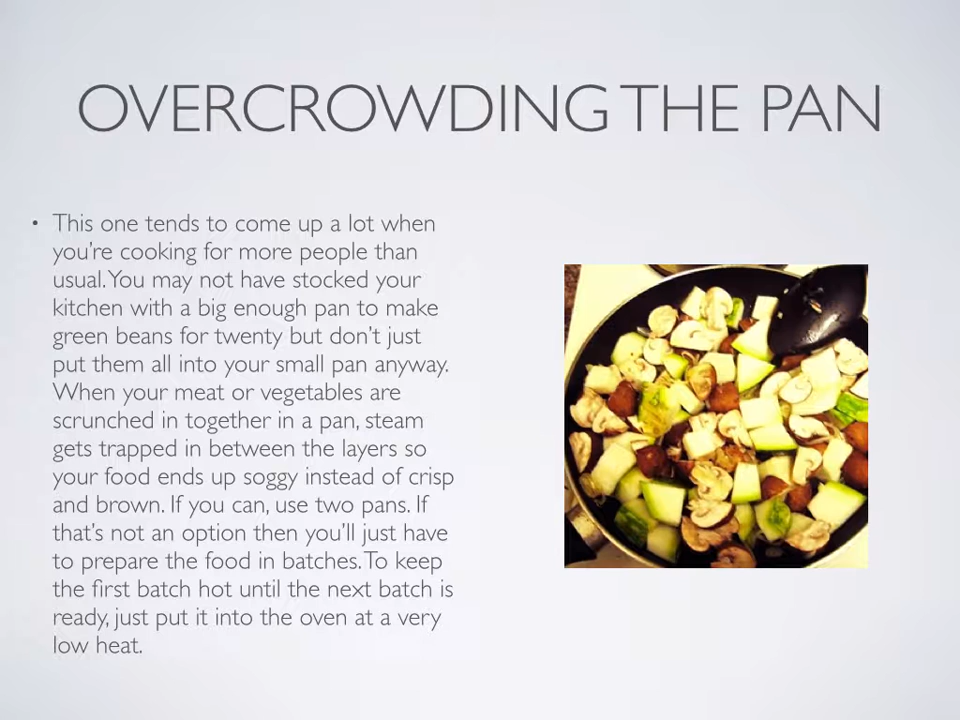 OVERCROWDING THE PAN
• This one tends to come up a lot when
you’re cooking for more people than
usual. You may not have stocked your
kitchen with a big enough pan to make
green beans for twenty but don’t just
put them all into your small pan anyway.
When your meat or vegetables are
scrunched in together in a pan, steam
gets trapped in between the layers so
your food ends up soggy instead of crisp
and brown. If you can, use two pans. If
that’s not an option then you’ll just have
to prepare the food in batches. To keep
the first batch hot until the next batch is
ready, just put it into the oven at a very
low heat.